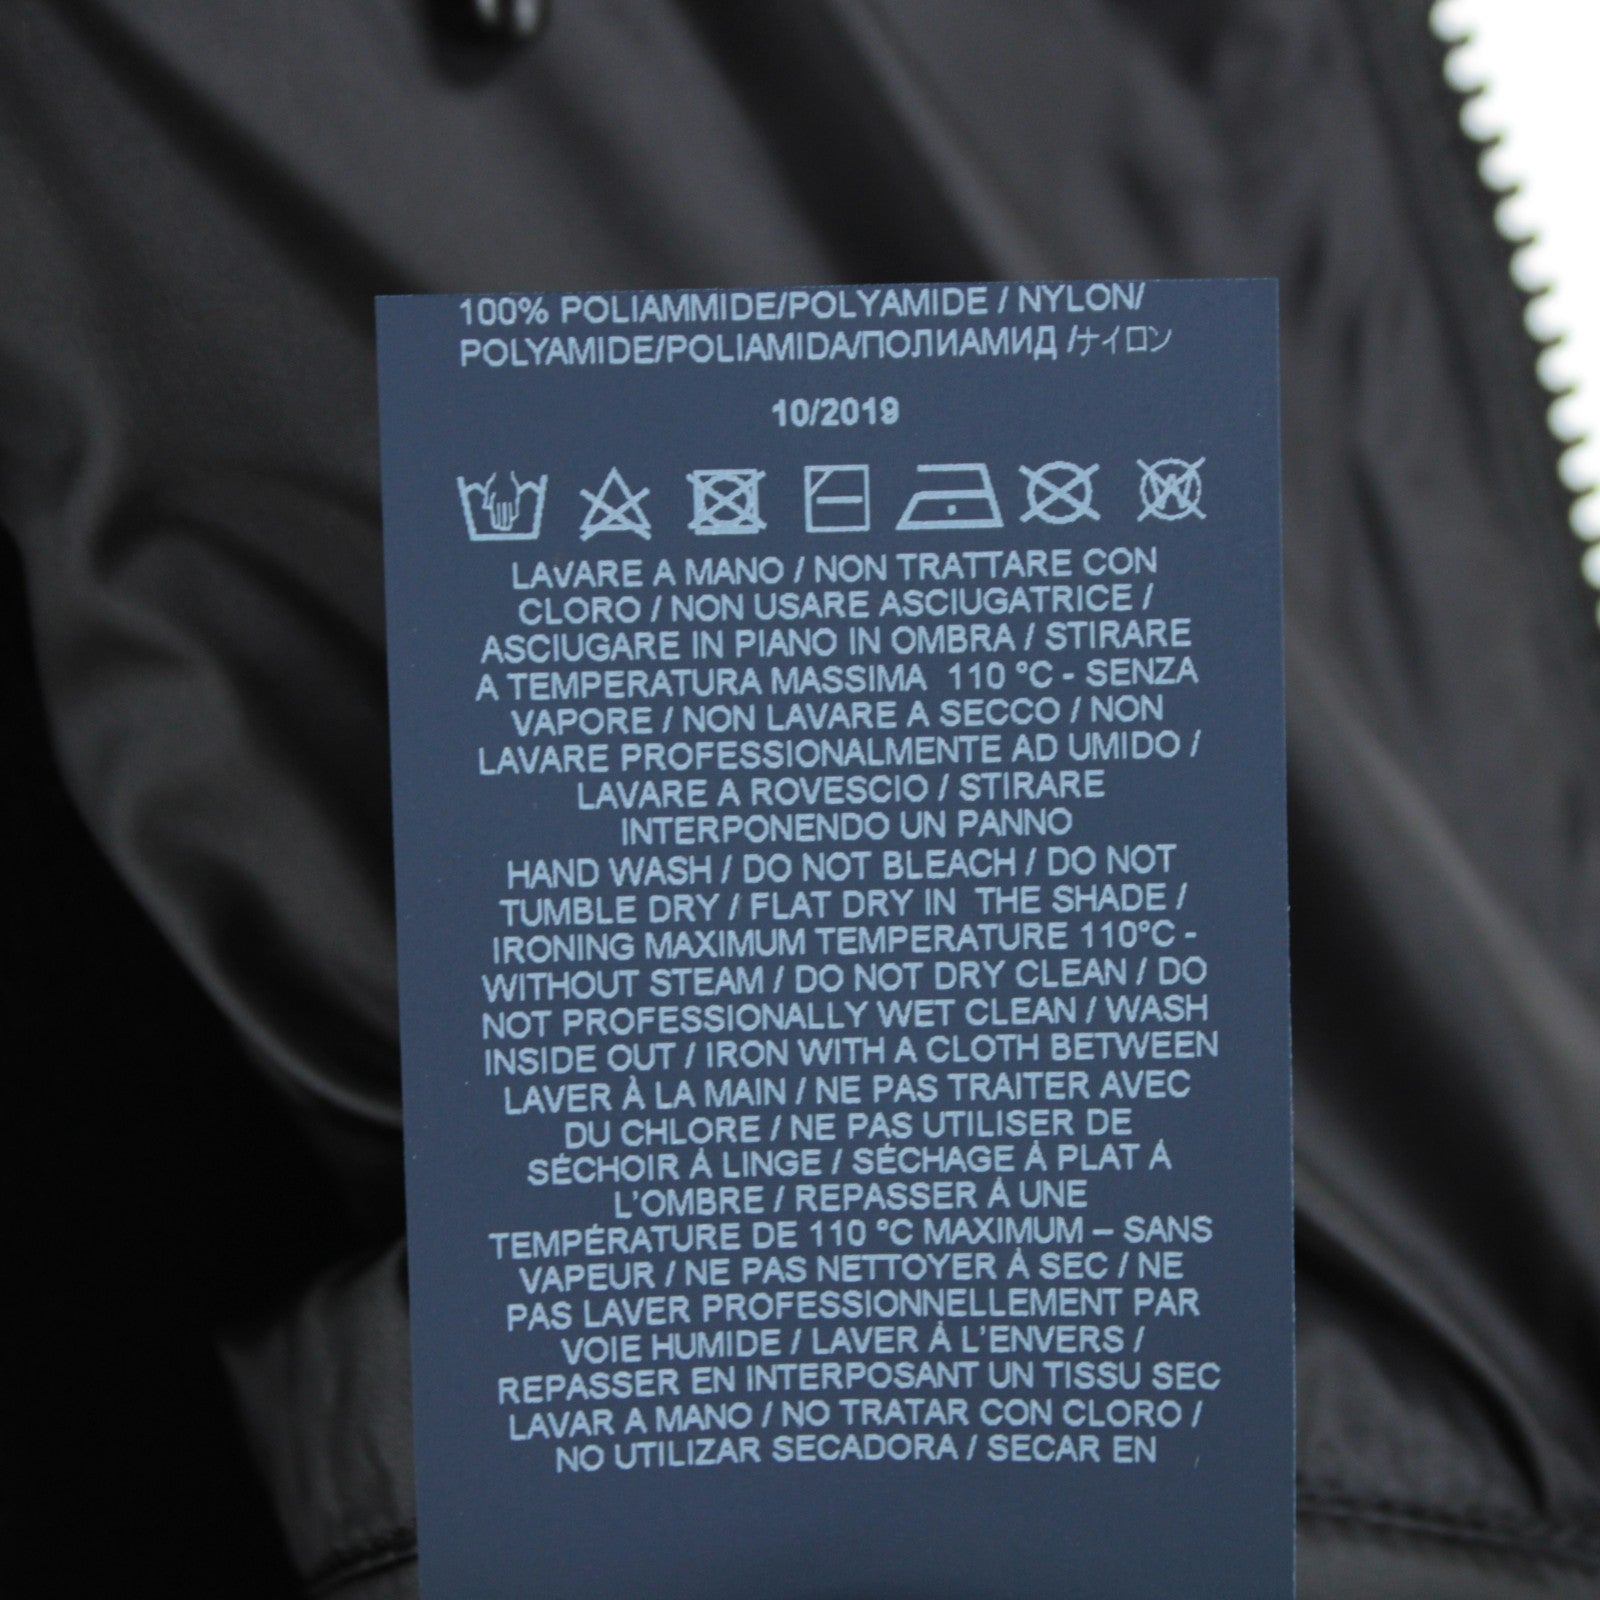 100% POLIAMMIDE/POLYAMIDE / NYLON/
POLYAMIDE/POLIAMIDA/ПОЛИАМИД /ナイロン
10/2019
LAVARE A MANO / NON TRATTARE CON
CLORO / NON USARE ASCIUGATRICE /
ASCIUGARE IN PIANO IN OMBRA / STIRARE
A TEMPERATURA MASSIMA 110 °C - SENZA
VAPORE / NON LAVARE A SECCO / NON
LAVARE PROFESSIONALMENTE AD UMIDO /
LAVARE A ROVESCIO / STIRARE
INTERPONENDO UN PANNO
HAND WASH / DO NOT BLEACH / DO NOT
TUMBLE DRY / FLAT DRY IN THE SHADE /
IRONING MAXIMUM TEMPERATURE 110°C -
WITHOUT STEAM / DO NOT DRY CLEAN / DO
NOT PROFESSIONALLY WET CLEAN / WASH
INSIDE OUT / IRON WITH A CLOTH BETWEEN
LAVER À LA MAIN / NE PAS TRAITER AVEC
DU CHLORE / NE PAS UTILISER DE
SÉCHOIR À LINGE / SÉCHAGE À PLAT À
L'OMBRE / REPASSER À UNE
TEMPÉRATURE DE 110 °C MAXIMUM – SANS
VAPEUR / NE PAS NETTOYER À SEC / NE
PAS LAVER PROFESSIONNELLEMENT PAR
VOIE HUMIDE / LAVER À L'ENVERS /
REPASSER EN INTERPOSANT UN TISSU SEC
LAVAR A MANO / NO TRATAR CON CLORO /
NO UTILIZAR SECADORA / SECAR EN